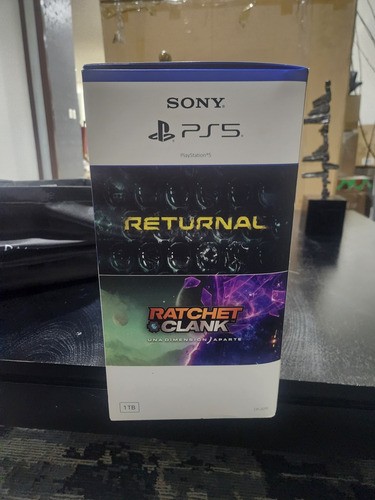 SONY
PS5
PlayStation®5
RETURNAL
RATCHET
CLANK
UNA DIMENSIÓN APARTE
1TB